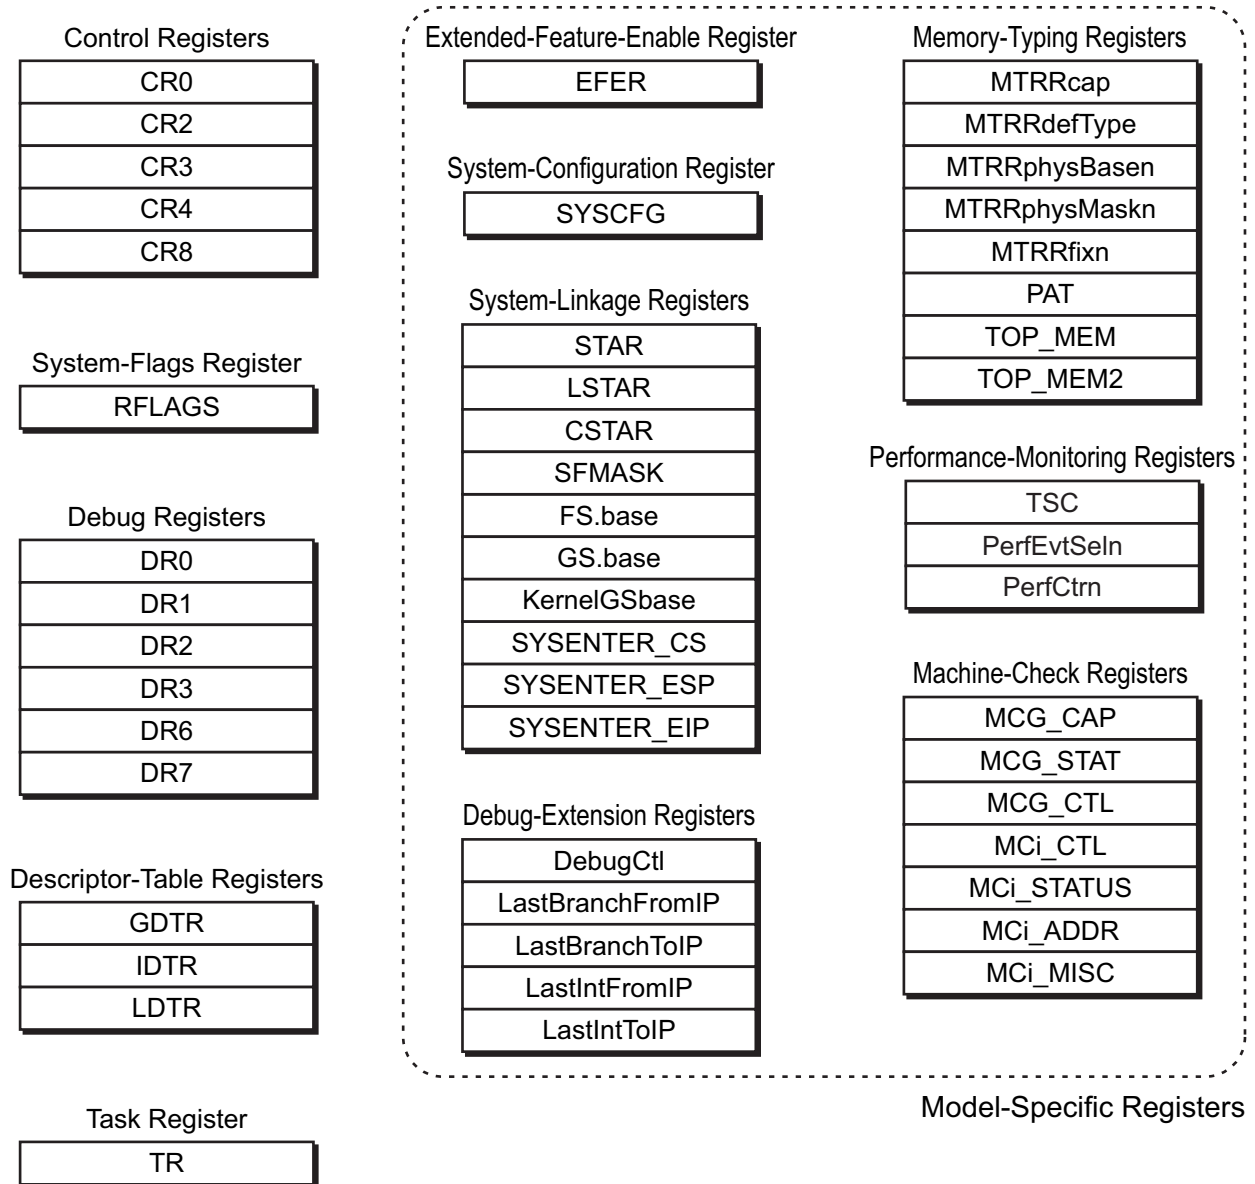 Control Registers
CR0
CR2
CR3
CR4
CR8
System-Flags Register
RFLAGS
Debug Registers
DR0
DR1
DR2
DR3
DR6
DR7
Descriptor-Table Registers
GDTR
IDTR
LDTR
Task Register
TR
Extended-Feature-Enable Register
EFER
System-Configuration Register
SYSCFG
System-Linkage Registers
STAR
LSTAR
CSTAR
SFMASK
FS.base
GS.base
KernelGSbase
SYSENTER_CS
SYSENTER_ESP
SYSENTER_EIP
Debug-Extension Registers
DebugCtl
LastBranchFromIP
LastBranchToIP
LastIntFromIP
LastIntToIP
Memory-Typing Registers
MTRRcap
MTRRdefType
MTRRphysBasen
MTRRphysMaskn
MTRRfixn
PAT
TOP_MEM
TOP_MEM2
Performance-Monitoring Registers
TSC
PerfEvtSeln
PerfCtrn
Machine-Check Registers
MCG_CAP
MCG_STAT
MCG_CTL
MCi_CTL
MCi_STATUS
MCi_ADDR
MCi_MISC
Model-Specific Registers